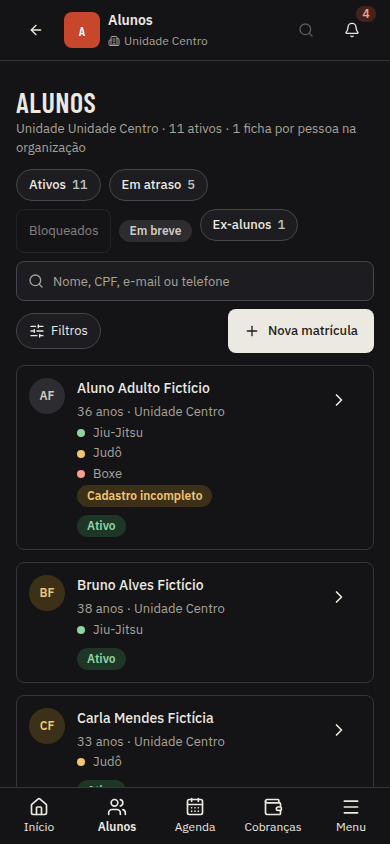 A
Alunos
Unidade Centro
4
ALUNOS
Unidade Unidade Centro · 11 ativos · 1 ficha por pessoa na
organização
Ativos 11
Em atraso 5
Bloqueados
Em breve
Ex-alunos 1
Nome, CPF, e-mail ou telefone
Filtros
Nova matrícula
AF
Aluno Adulto Fictício
36 anos · Unidade Centro
Jiu-Jitsu
Judô
Boxe
Cadastro incompleto
Ativo
BF
Bruno Alves Fictício
38 anos · Unidade Centro
Jiu-Jitsu
Ativo
CF
Carla Mendes Fictícia
33 anos · Unidade Centro
Judô
Início
Alunos
Agenda
Cobranças
Menu